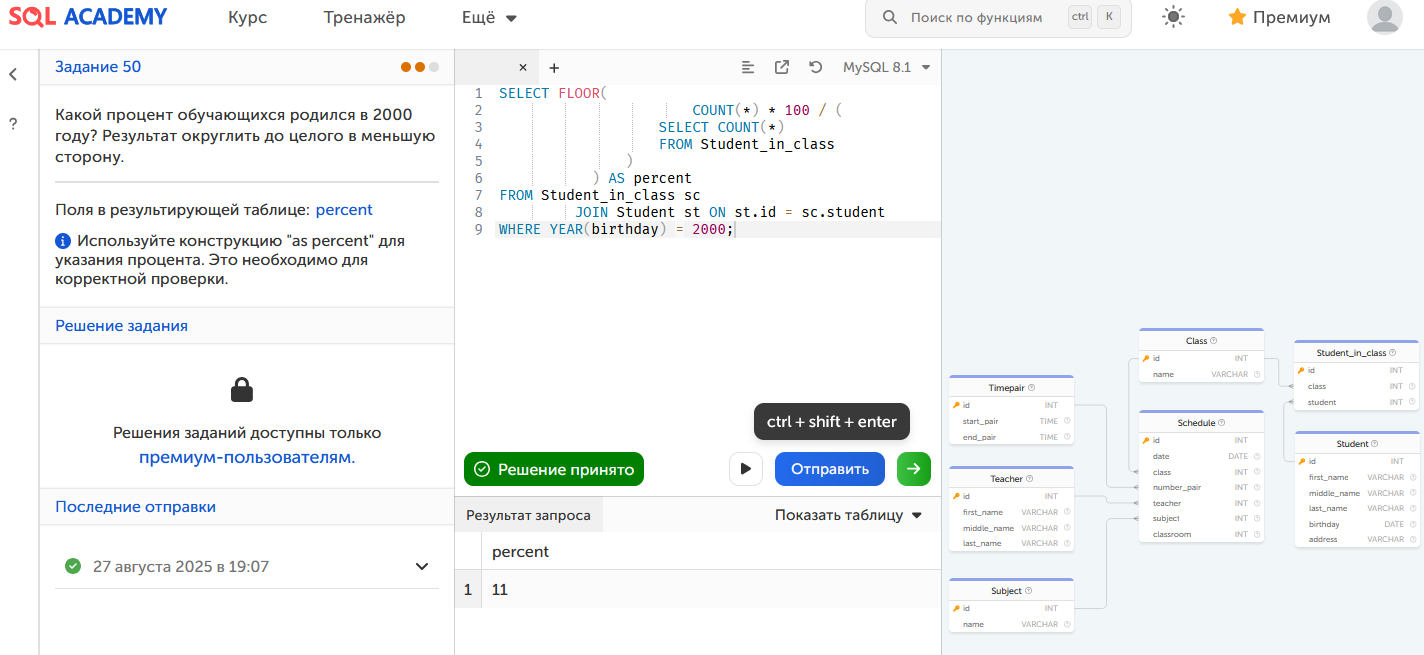 SQL ACADEMY
Курс
Тренажёр
Ещё
Поиск по функциям
ctrl
K
Премиум
Задание 50
Какой процент обучающихся родился в 2000
году? Результат округлить до целого в меньшую
сторону.
Поля в результирующей таблице: percent
Используйте конструкцию "as percent" для
указания процента. Это необходимо для
корректной проверки.
Решение задания
Решения заданий доступны только
премиум-пользователям.
Последние отправки
27 августа 2025 в 19:07
MySQL 8.1
1 SELECT FLOOR(
2 COUNT(*) * 100 / (
3 SELECT COUNT(*)
4 FROM Student_in_class
5 )
6 ) AS percent
7 FROM Student_in_class sc
8 JOIN Student st ON st.id = sc.student
9 WHERE YEAR(birthday) = 2000;
ctrl + shift + enter
Решение принято
Отправить
Результат запроса
Показать таблицу
percent
1 11
Timepair
id INT
start_pair TIME
end_pair TIME
Teacher
id INT
first_name VARCHAR
middle_name VARCHAR
last_name VARCHAR
Subject
id INT
name VARCHAR
Class
id INT
name VARCHAR
Schedule
id INT
date DATE
class INT
number_pair INT
teacher INT
subject INT
classroom INT
Student_in_class
id INT
class INT
student INT
Student
id INT
first_name VARCHAR
middle_name VARCHAR
last_name VARCHAR
birthday DATE
address VARCHAR